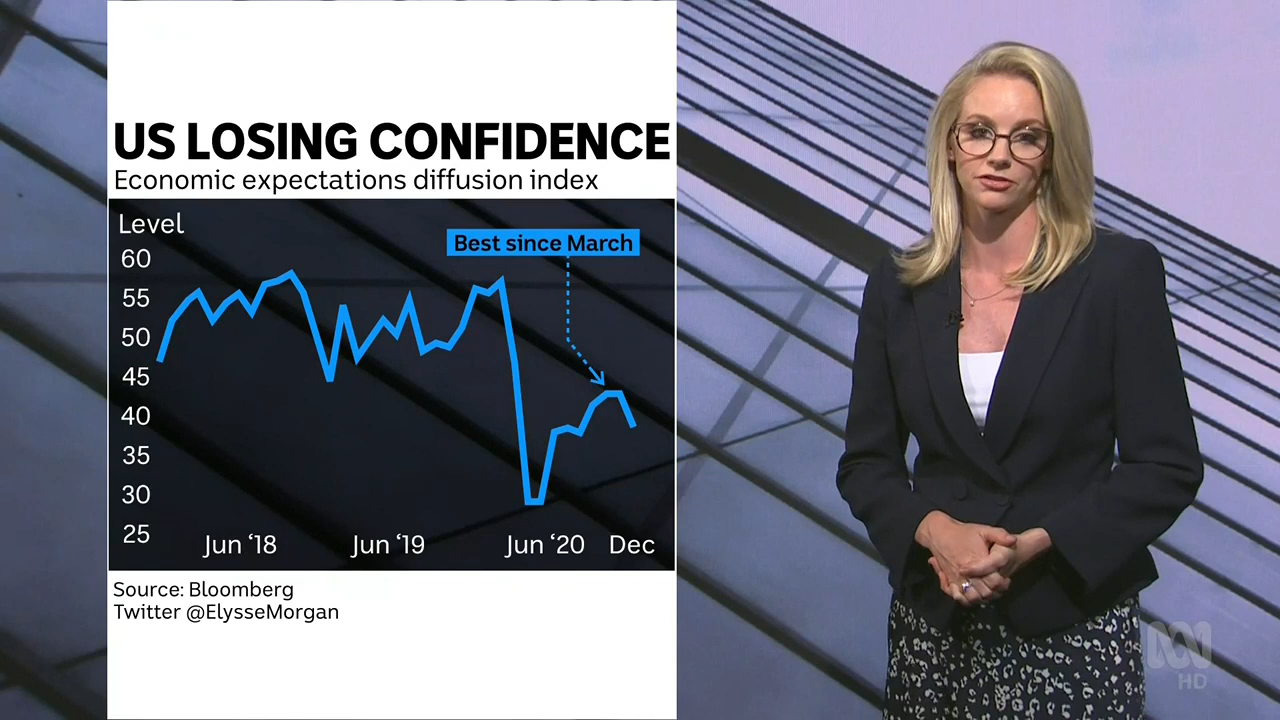 US LOSING CONFIDENCE
Economic expectations diffusion index
Level
Best since March
60
55
50
45
40
35
30
25
Jun ‘18 Jun ‘19 Jun ‘20 Dec
Source: Bloomberg
Twitter @ElysseMorgan
HD